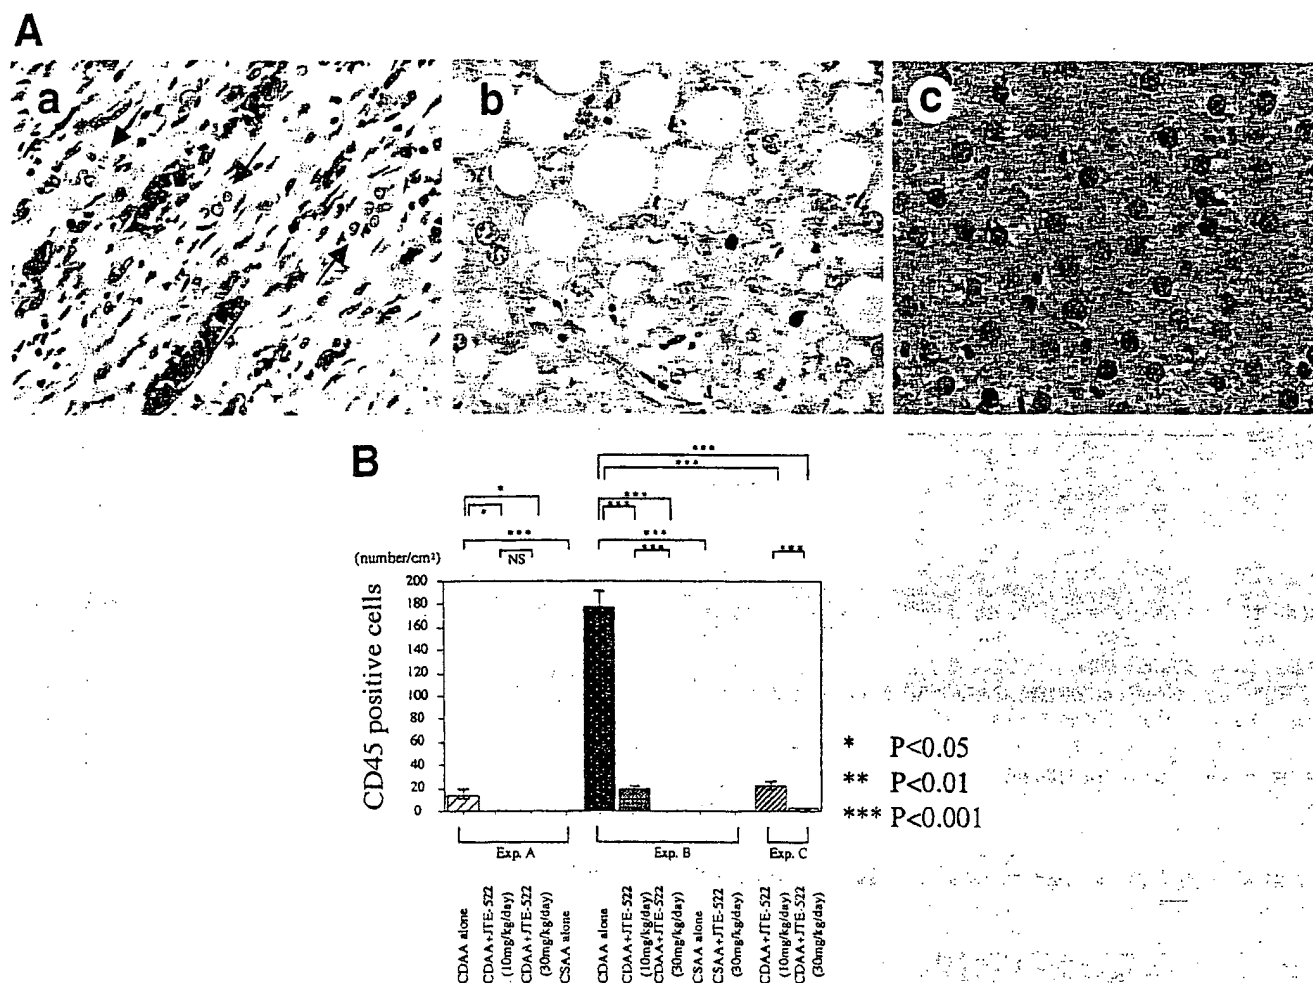 A
a
b
c
B
***
***
*
***
*
***
***
***
***
***
(number/cm²)
NS
CD45 positive cells
200
180
160
140
120
100
80
60
40
20
0
* P<0.05
** P<0.01
*** P<0.001
Exp. A
Exp. B
Exp. C
CDAA alone
CDAA+JTE-522
(10mg/kg/day)
CDAA+JTE-522
(30mg/kg/day)
CSAA alone
CDAA alone
CDAA+JTE-522
(10mg/kg/day)
CDAA+JTE-522
(30mg/kg/day)
CSAA alone
CSAA+JTE-522
(30mg/kg/day)
CDAA+JTE-522
(10mg/kg/day)
CDAA+JTE-522
(30mg/kg/day)